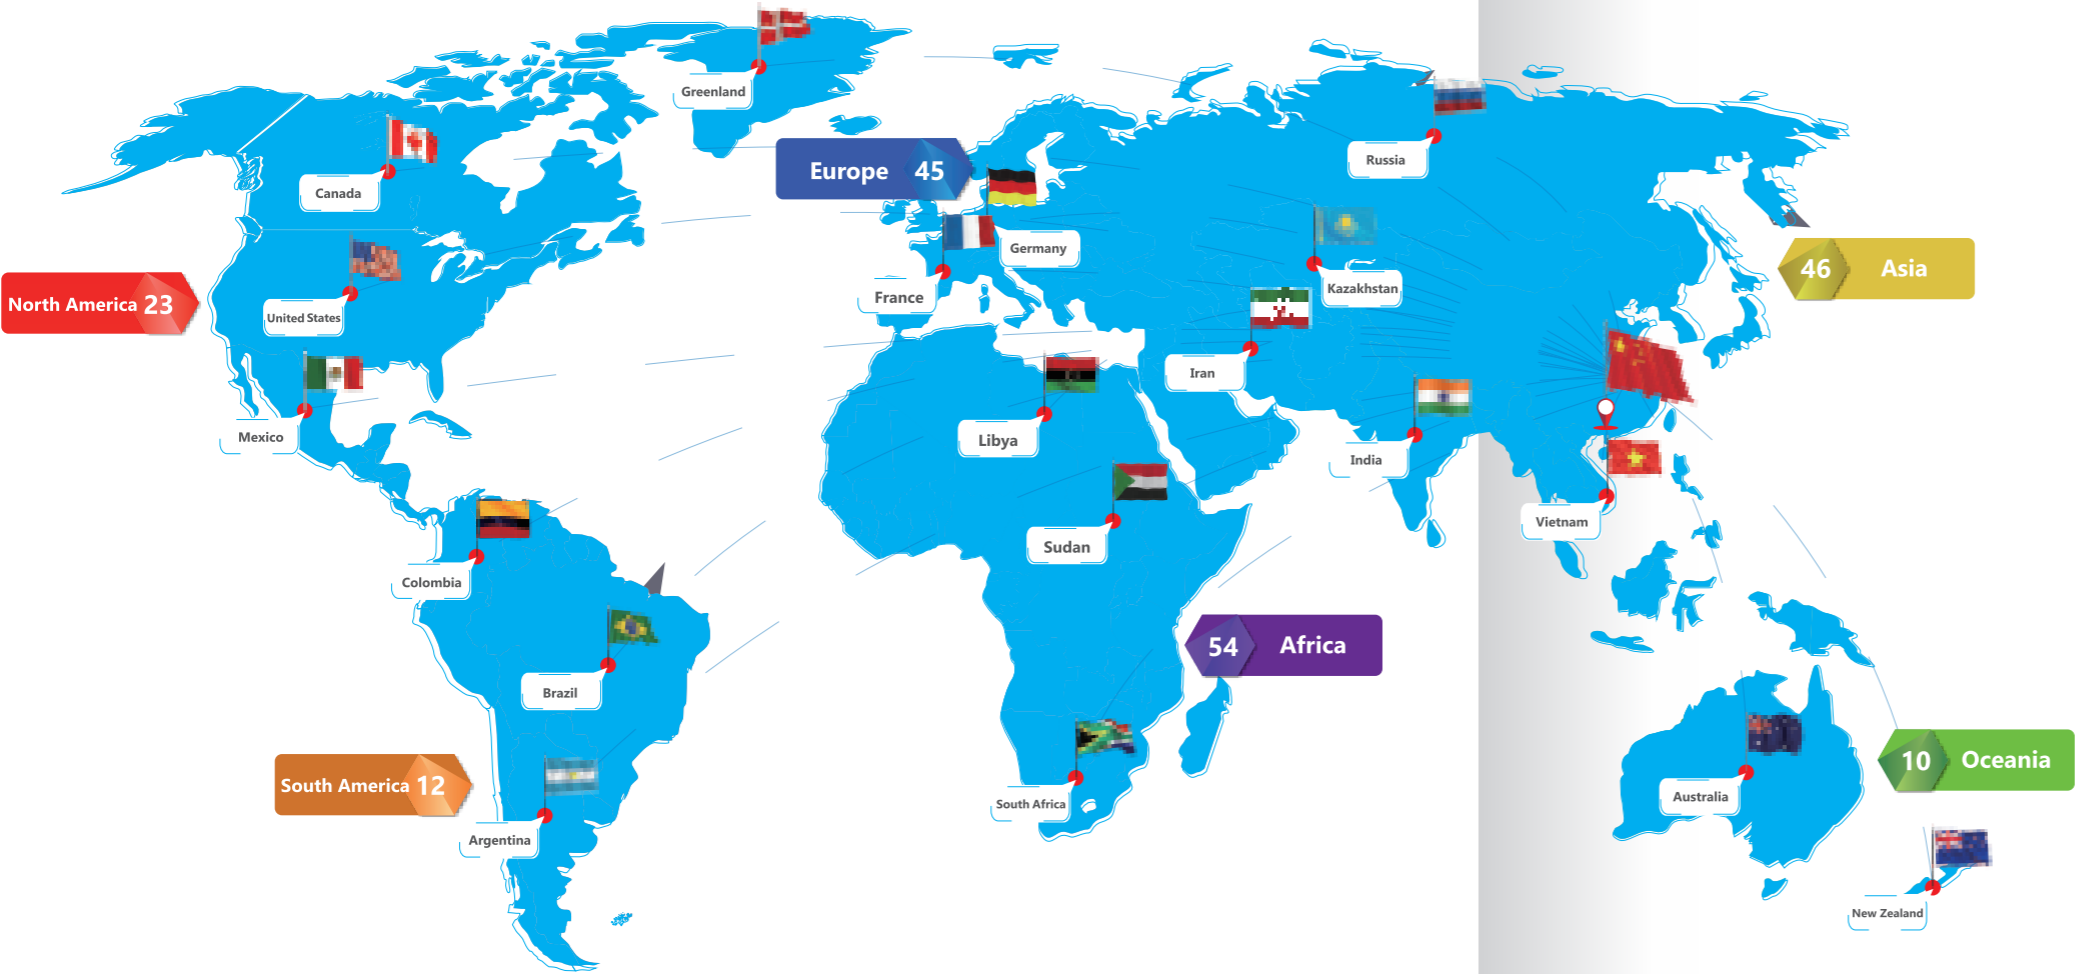 Greenland
Canada
Europe 45
Russia
Germany
46 Asia
France
Kazakhstan
North America 23
United States
Iran
Mexico
Libya
India
Vietnam
Sudan
Colombia
54 Africa
Brazil
10 Oceania
South America 12
South Africa
Australia
Argentina
New Zealand